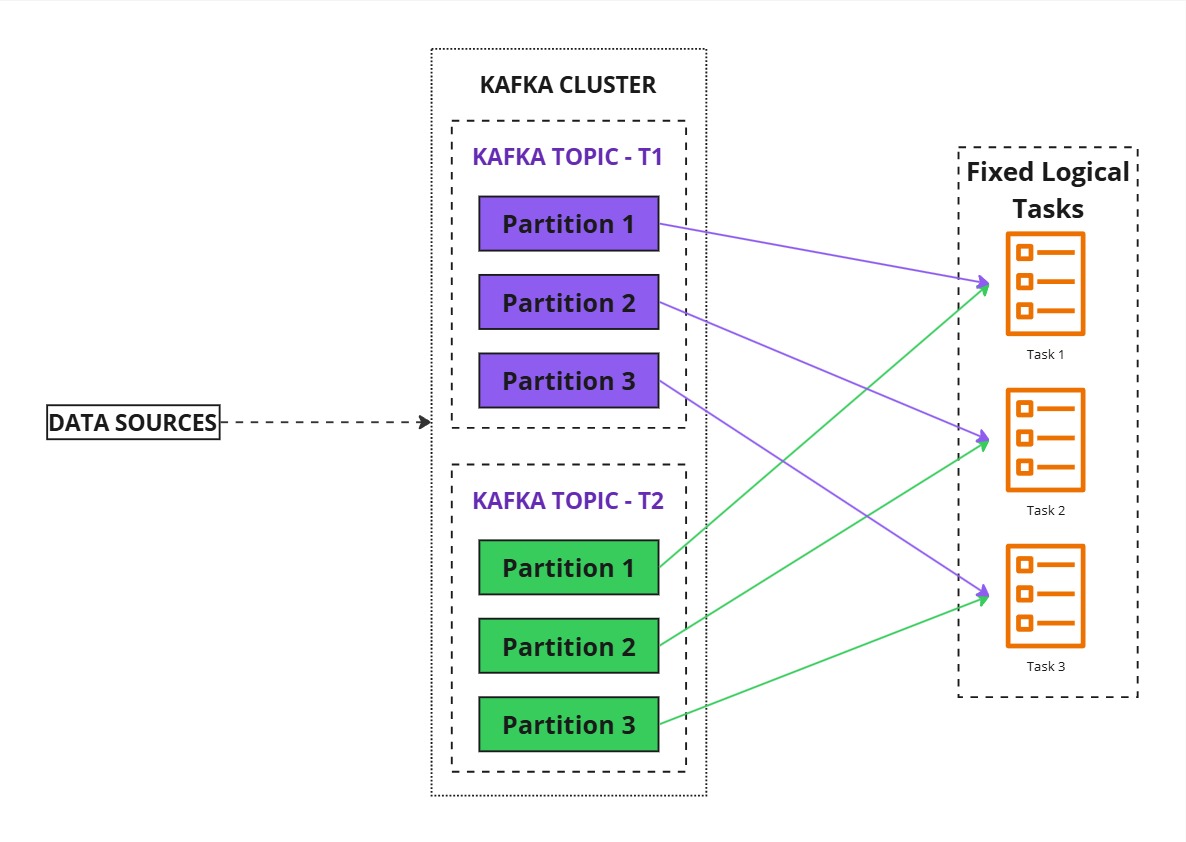 KAFKA CLUSTER
KAFKA TOPIC - T1
Partition 1
Partition 2
Partition 3
DATA SOURCES
KAFKA TOPIC - T2
Partition 1
Partition 2
Partition 3
Fixed Logical
Tasks
Task 1
Task 2
Task 3